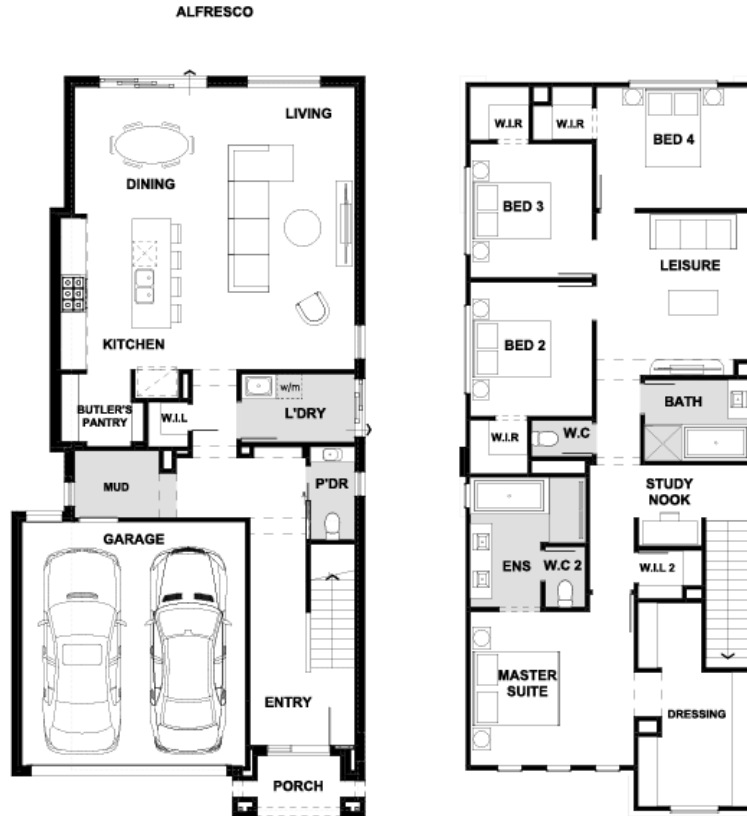 ALFRESCO
LIVING
DINING
KITCHEN
BUTLER'S
PANTRY
W.I.L
w/m
L'DRY
MUD
P'DR
GARAGE
ENTRY
PORCH
W.I.R
W.I.R
BED 4
BED 3
LEISURE
BED 2
BATH
W.I.R
W.C
STUDY
NOOK
ENS
W.C 2
W.I.L 2
MASTER
SUITE
DRESSING